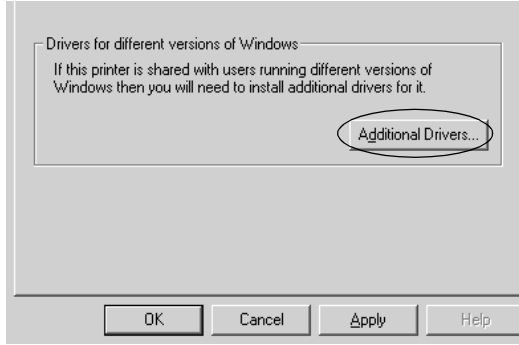 Drivers for different versions of Windows
If this printer is shared with users running different versions of
Windows then you will need to install additional drivers for it.
Additional Drivers...
OK Cancel Apply Help